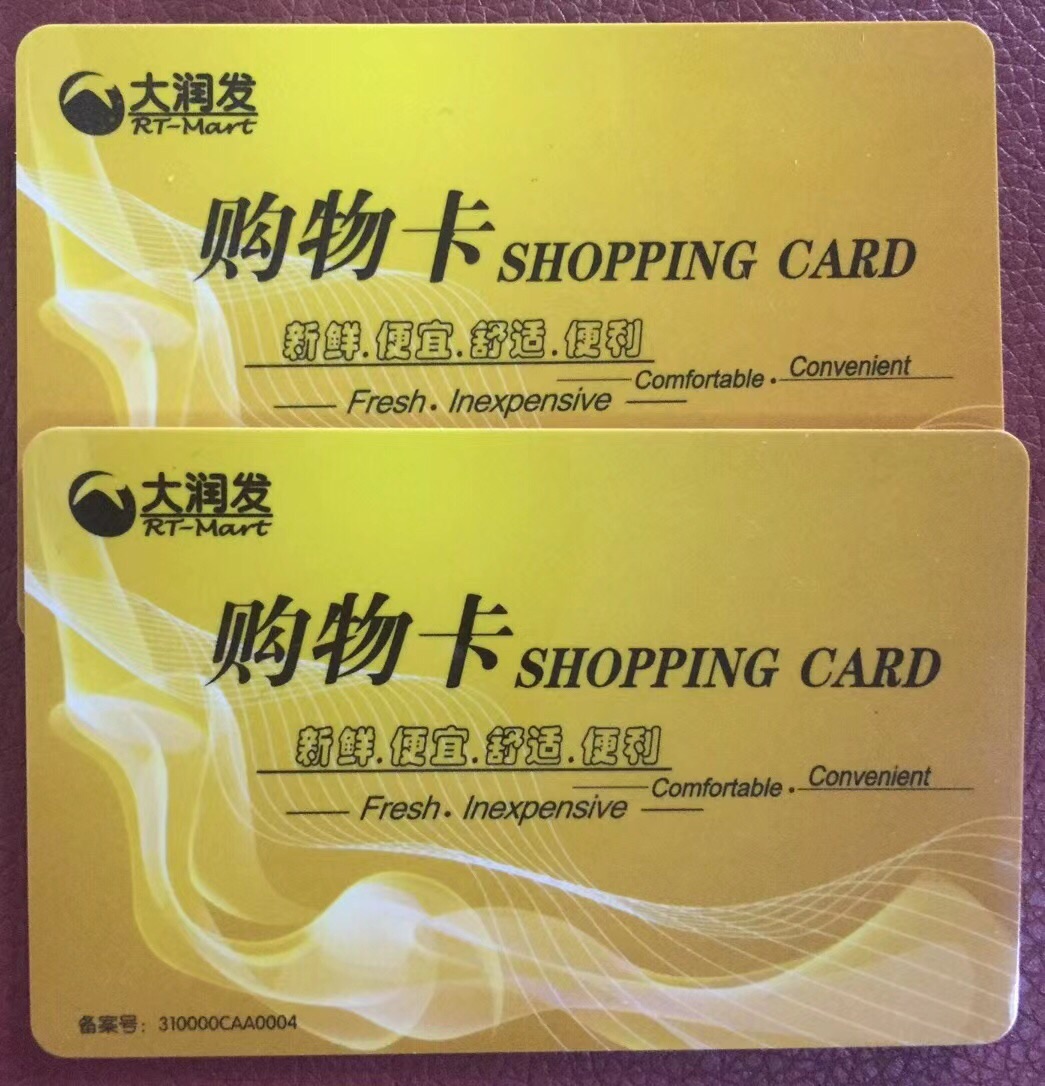 大润发
RT-Mart
购物卡 SHOPPING CARD
新鲜.便宜.舒适.便利
Fresh. Inexpensive Comfortable. Convenient
大润发
RT-Mart
购物卡 SHOPPING CARD
新鲜.便宜.舒适.便利
Fresh. Inexpensive Comfortable. Convenient
备案号: 310000CAA0004